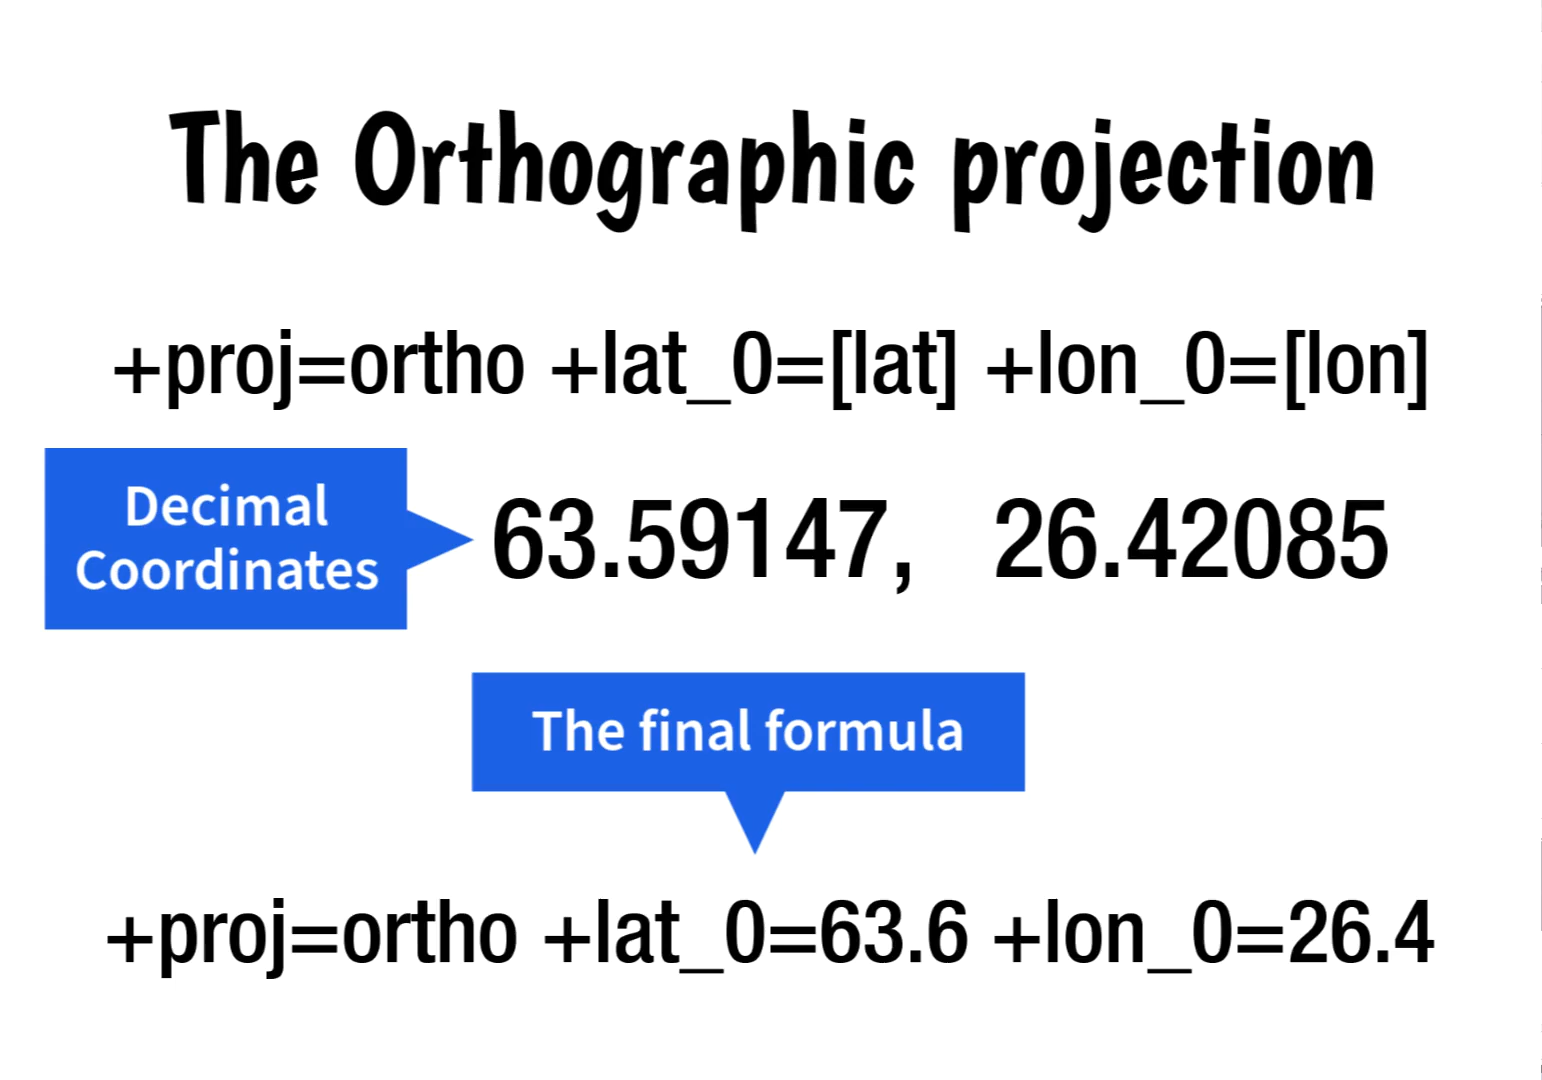 The Orthographic projection
+proj=ortho +lat_0=[lat] +lon_0=[lon]
Decimal
Coordinates
63.59147, 26.42085
The final formula
+proj=ortho +lat_0=63.6 +lon_0=26.4